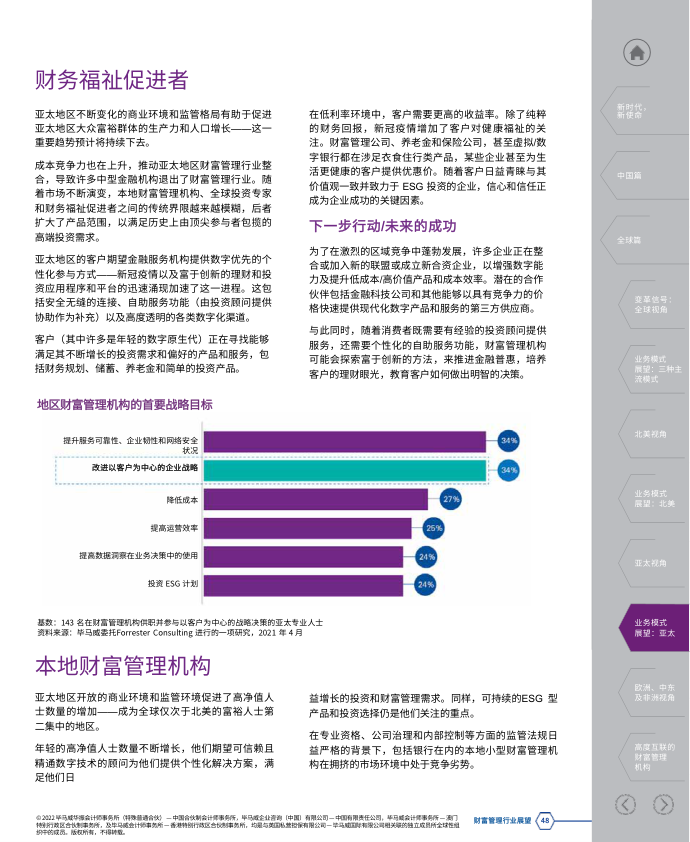 财务福祉促进者
亚太地区不断变化的商业环境和监管格局有助于促进
亚太地区大众富裕群体的生产力和人口增长——这一
重要趋势预计将持续下去。
成本竞争力也在上升，推动亚太地区财富管理行业整
合，导致许多中型金融机构退出了财富管理行业。随
着市场不断演变，本地财富管理机构、全球投资专家
和财务福祉促进者之间的传统界限越来越模糊，后者
扩大了产品范围，以满足历史上由顶尖参与者包揽的
高端投资需求。
亚太地区的客户期望金融服务机构提供数字优先的个
性化参与方式——新冠疫情以及富于创新的理财和投
资应用程序和平台的迅速涌现加速了这一进程。这包
括安全无缝的连接、自助服务功能（由投资顾问提供
协助作为补充）以及高度透明的各类数字化渠道。
客户（其中许多是年轻的数字原生代）正在寻找能够
满足其不断增长的投资需求和偏好的产品和服务，包
括财务规划、储蓄、养老金和简单的投资产品。
在低利率环境中，客户需要更高的收益率。除了纯粹
的财务回报，新冠疫情增加了客户对健康福祉的关
注。财富管理公司、养老金和保险公司，甚至虚拟/数
字银行都在涉足衣食住行类产品，某些企业甚至为生
活更健康的客户提供优惠价。随着客户日益青睐与其
价值观一致并致力于 ESG 投资的企业，信心和信任正
成为企业成功的关键因素。
下一步行动/未来的成功
为了在激烈的区域竞争中蓬勃发展，许多企业正在整
合或加入新的联盟或成立新合资企业，以增强数字能
力及提升低成本/高价值产品和成本效率。潜在的合作
伙伴包括金融科技公司和其他能够以具有竞争力的价
格快速提供现代化数字产品和服务的第三方供应商。
与此同时，随着消费者既需要有经验的投资顾问提供
服务，还需要个性化的自助服务功能，财富管理机构
可能会探索富于创新的方法，来推进金融普惠，培养
客户的理财眼光，教育客户如何做出明智的决策。
地区财富管理机构的首要战略目标
提升服务可靠性、企业韧性和网络安全
状况
34%
改进以客户为中心的企业战略
34%
降低成本
27%
提高运营效率
25%
提高数据洞察在业务决策中的使用
24%
投资 ESG 计划
24%
基数：143 名在财富管理机构供职并参与以客户为中心的战略决策的亚太专业人士
资料来源：毕马威委托Forrester Consulting 进行的一项研究，2021 年 4 月
本地财富管理机构
亚太地区开放的商业环境和监管环境促进了高净值人
士数量的增加——成为全球仅次于北美的富裕人士第
二集中的地区。
年轻的高净值人士数量不断增长，他们期望可信赖且
精通数字技术的顾问为他们提供个性化解决方案，满
足他们日
益增长的投资和财富管理需求。同样，可持续的ESG 型
产品和投资选择仍是他们关注的重点。
在专业资格、公司治理和内部控制等方面的监管法规日
益严格的背景下，包括银行在内的本地小型财富管理机
构在拥挤的市场环境中处于竞争劣势。
© 2022 毕马威华振会计师事务所（特殊普通合伙）—中国合伙制会计师事务所，毕马威企业咨询（中国）有限公司—中国有限责任公司，毕马威会计师事务所—澳门
特别行政区合伙制事务所，及毕马威会计师事务所—香港特别行政区合伙制事务所，均是与英国私营担保有限公司—毕马威国际有限公司相关联的独立成员所全球性组
织中的成员。版权所有，不得转载。
财富管理行业展望
48
新时代，
新使命
中国篇
全球篇
变革信号：
全球视角
业务模式
展望：三种主
流模式
北美视角
业务模式
展望：北美
亚太视角
业务模式
展望：亚太
欧洲、中东
及非洲视角
高度互联的
财富管理
机构